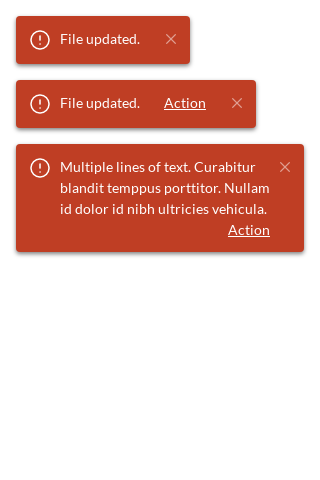 File updated.
File updated. Action
Multiple lines of text. Curabitur
blandit temppus porttitor. Nullam
id dolor id nibh ultricies vehicula.
Action